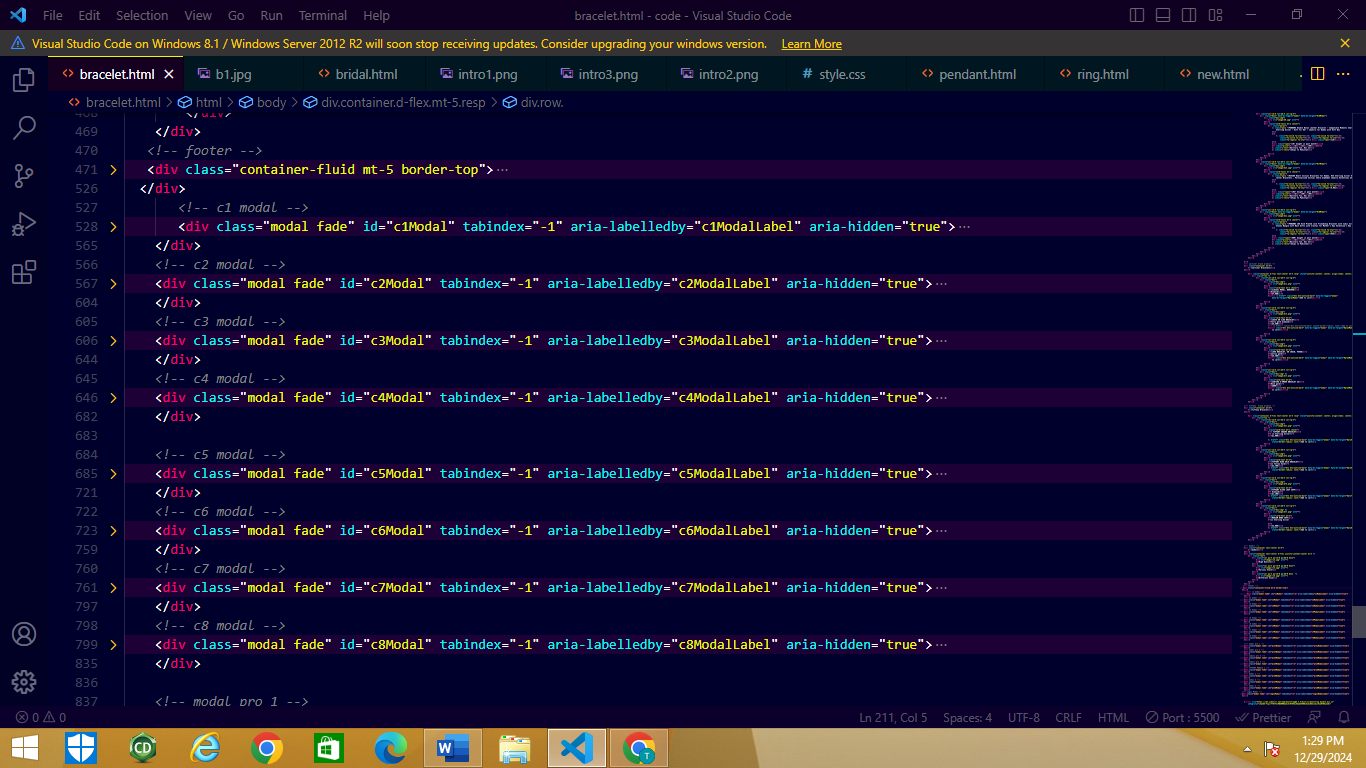 File Edit Selection View Go Run Terminal Help bracelet.html - code - Visual Studio Code
Visual Studio Code on Windows 8.1 / Windows Server 2012 R2 will soon stop receiving updates. Consider upgrading your windows version. Learn More
bracelet.html b1.jpg bridal.html intro1.png intro3.png intro2.png style.css pendant.html ring.html new.html
bracelet.html > html > body > div.container.d-flex.mt-5.resp > div.row.
468 </div>
469 </div>
470 <!-- footer -->
471 <div class="container-fluid mt-5 border-top">···
526 </div>
527 <!-- c1 modal -->
528 <div class="modal fade" id="c1Modal" tabindex="-1" aria-labelledby="c1ModalLabel" aria-hidden="true">···
565 </div>
566 <!-- c2 modal -->
567 <div class="modal fade" id="c2Modal" tabindex="-1" aria-labelledby="c2ModalLabel" aria-hidden="true">···
604 </div>
605 <!-- c3 modal -->
606 <div class="modal fade" id="c3Modal" tabindex="-1" aria-labelledby="c3ModalLabel" aria-hidden="true">···
644 </div>
645 <!-- c4 modal -->
646 <div class="modal fade" id="c4Modal" tabindex="-1" aria-labelledby="c4ModalLabel" aria-hidden="true">···
682 </div>
683
684 <!-- c5 modal -->
685 <div class="modal fade" id="c5Modal" tabindex="-1" aria-labelledby="c5ModalLabel" aria-hidden="true">···
721 </div>
722 <!-- c6 modal -->
723 <div class="modal fade" id="c6Modal" tabindex="-1" aria-labelledby="c6ModalLabel" aria-hidden="true">···
759 </div>
760 <!-- c7 modal -->
761 <div class="modal fade" id="c7Modal" tabindex="-1" aria-labelledby="c7ModalLabel" aria-hidden="true">···
797 </div>
798 <!-- c8 modal -->
799 <div class="modal fade" id="c8Modal" tabindex="-1" aria-labelledby="c8ModalLabel" aria-hidden="true">···
835 </div>
836
837 <!-- modal pro 1 -->
0 0 Ln 211, Col 5 Spaces: 4 UTF-8 CRLF HTML Port : 5500 Prettier
CD W 1:29 PM
12/29/2024